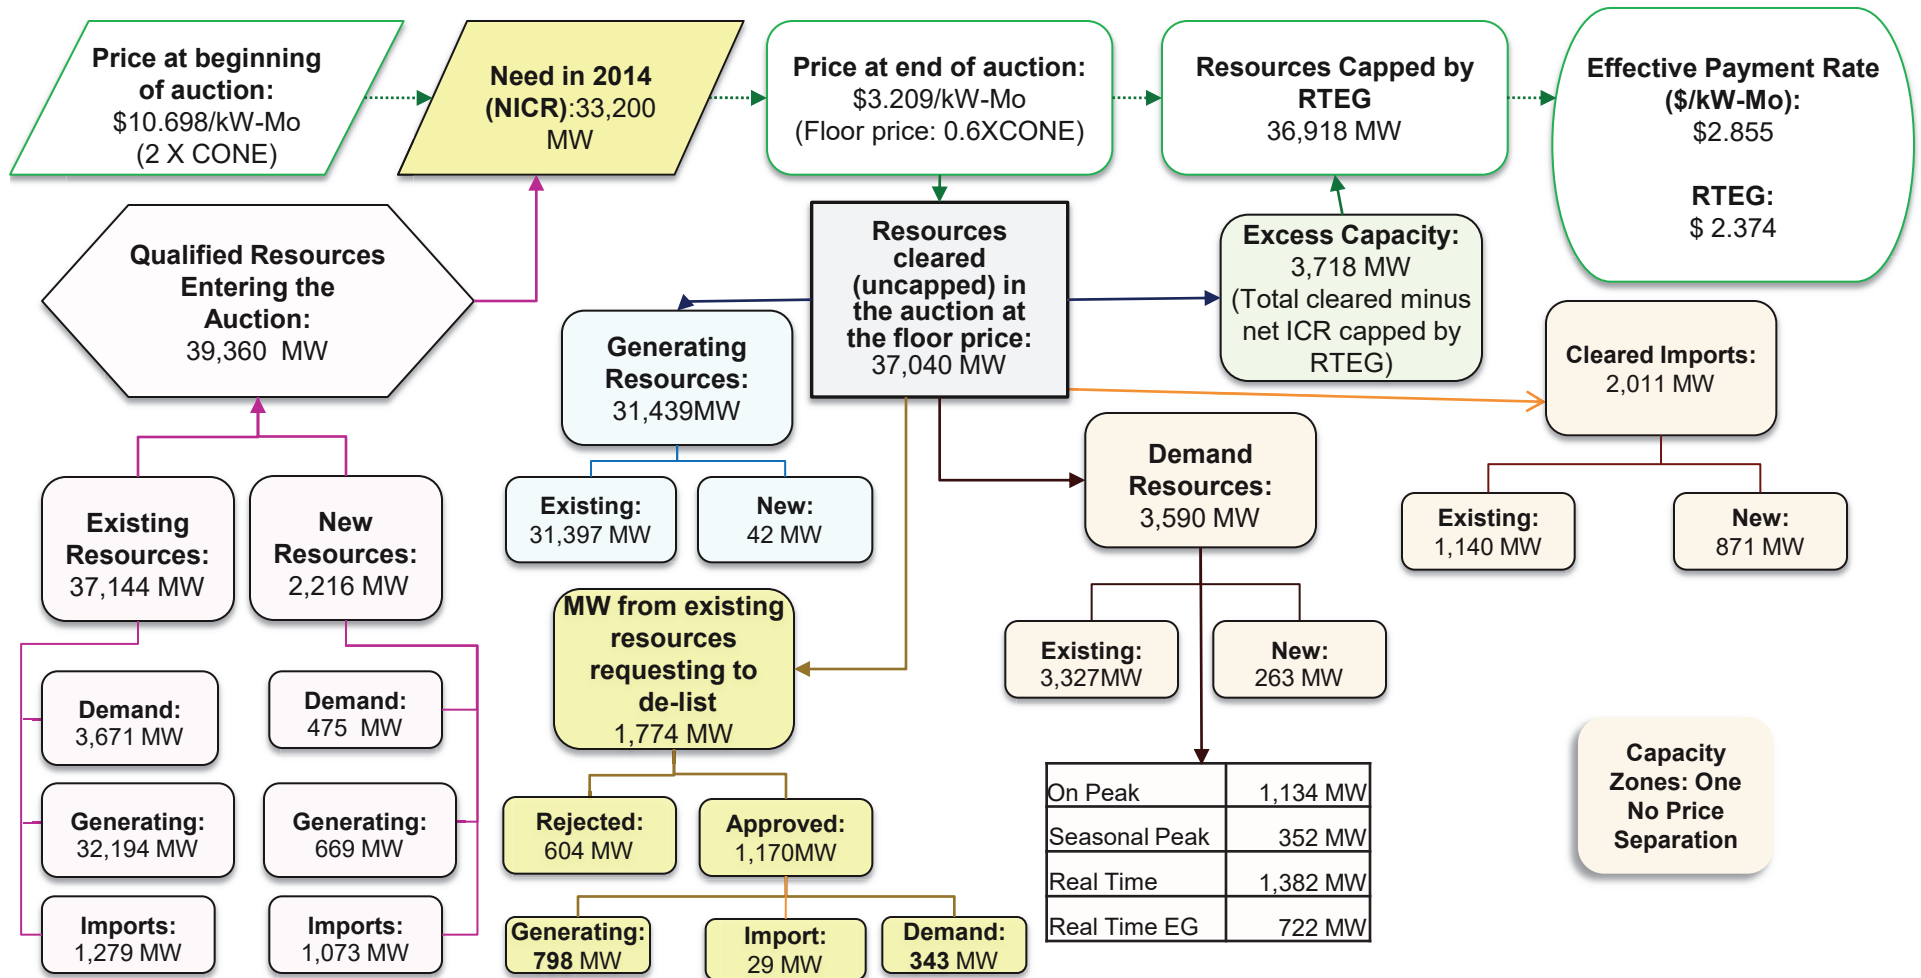 Price at beginning
of auction:
$10.698/kW-Mo
(2 X CONE)
Need in 2014
(NICR):33,200
MW
Price at end of auction:
$3.209/kW-Mo
(Floor price: 0.6XCONE)
Resources Capped by
RTEG
36,918 MW
Effective Payment Rate
($/kW-Mo):
$2.855
RTEG:
$ 2.374
Qualified Resources
Entering the
Auction:
39,360 MW
Resources
cleared
(uncapped) in
the auction at
the floor price:
37,040 MW
Excess Capacity:
3,718 MW
(Total cleared minus
net ICR capped by
RTEG)
Generating
Resources:
31,439MW
Cleared Imports:
2,011 MW
Existing:
31,397 MW
New:
42 MW
Demand
Resources:
3,590 MW
Existing:
1,140 MW
New:
871 MW
Existing
Resources:
37,144 MW
New
Resources:
2,216 MW
MW from existing
resources
requesting to
de-list
1,774 MW
Existing:
3,327MW
New:
263 MW
Demand:
3,671 MW
Demand:
475 MW
Generating:
32,194 MW
Generating:
669 MW
Imports:
1,279 MW
Imports:
1,073 MW
Rejected:
604 MW
Approved:
1,170MW
Generating:
798 MW
Import:
29 MW
Demand:
343 MW
On Peak 1,134 MW
Seasonal Peak 352 MW
Real Time 1,382 MW
Real Time EG 722 MW
Capacity
Zones: One
No Price
Separation